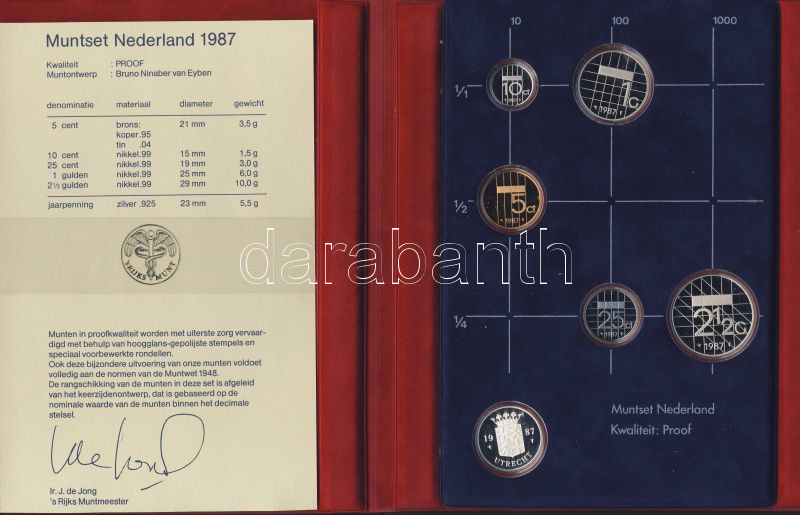 Muntset Nederland 1987
Kwaliteit : PROOF
Muntontwerp : Bruno Ninaber van Eyben
denominatie materiaal diameter gewicht
5 cent brons: 21 mm 3,5 g
koper .95
tin .04
10 cent nikkel.99 15 mm 1,5 g
25 cent nikkel.99 19 mm 3,0 g
1 gulden nikkel.99 25 mm 6,0 g
2½ gulden nikkel.99 29 mm 10,0 g
jaarpenning zilver .925 23 mm 5,5 g
'S RIJKS MUNT
Munten in proofkwaliteit worden met uiterste zorg vervaar-
digd met behulp van hoogglans-gepolijste stempels en
speciaal voorbewerkte rondellen.
Ook deze bijzondere uitvoering van onze munten voldoet
volledig aan de normen van de Muntwet 1948.
De rangschikking van de munten in deze set is afgeleid
van het keerzijdenontwerp, dat is gebaseerd op de
nominale waarde van de munten binnen het decimale
stelsel.
Ir. J. de Jong
's Rijks Muntmeester
10 100 1000
1/1
10 ct
1987
1G
1987
1/2
5ct
1987
darabanth
1/4
25ct
1987
2½G
1987
19 87
UTRECHT
Muntset Nederland
Kwaliteit: Proof